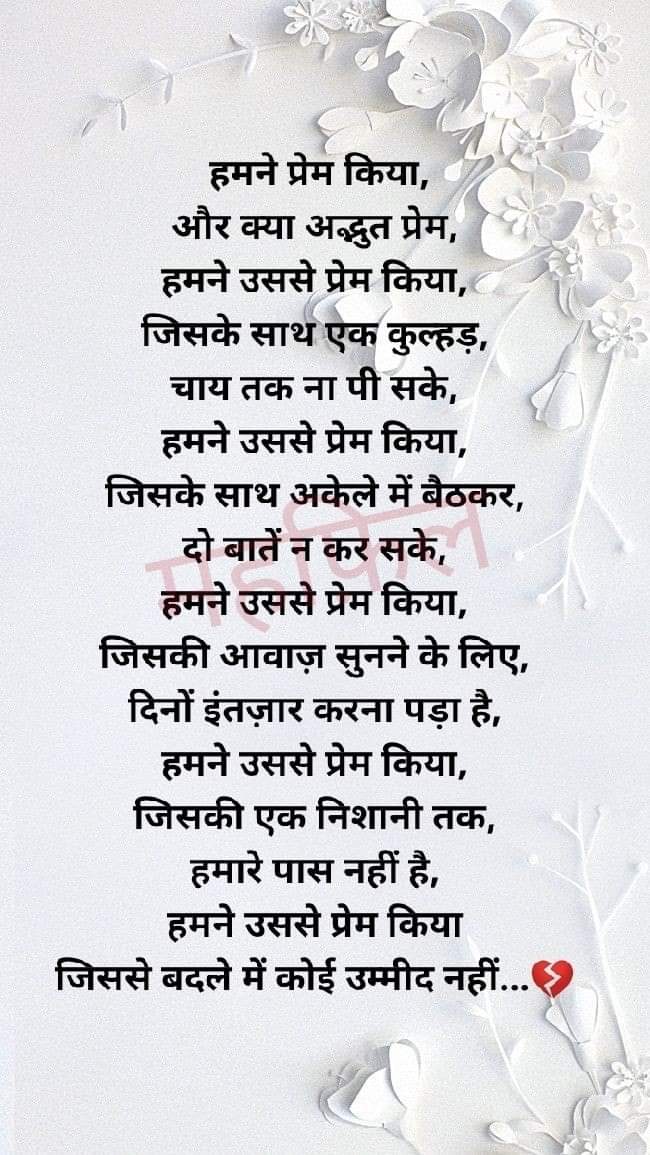 हमने प्रेम किया,
और क्या अद्भुत प्रेम,
हमने उससे प्रेम किया,
जिसके साथ एक कुल्हड़,
चाय तक ना पी सके,
हमने उससे प्रेम किया,
जिसके साथ अकेले में बैठकर,
दो बातें न कर सके,
महफिल
हमने उससे प्रेम किया,
जिसकी आवाज़ सुनने के लिए,
दिनों इंतज़ार करना पड़ा है,
हमने उससे प्रेम किया,
जिसकी एक निशानी तक,
हमारे पास नहीं है,
हमने उससे प्रेम किया
जिससे बदले में कोई उम्मीद नहीं...💔